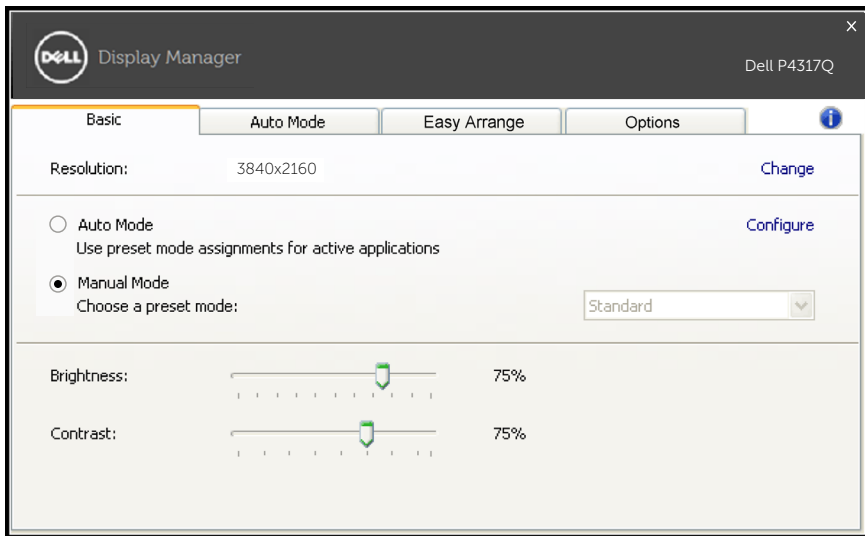 X
DELL Display Manager
Dell P4317Q
Basic Auto Mode Easy Arrange Options i
Resolution: 3840x2160 Change
Auto Mode Configure
Use preset mode assignments for active applications
Manual Mode
Choose a preset mode: Standard
Brightness: 75%
Contrast: 75%